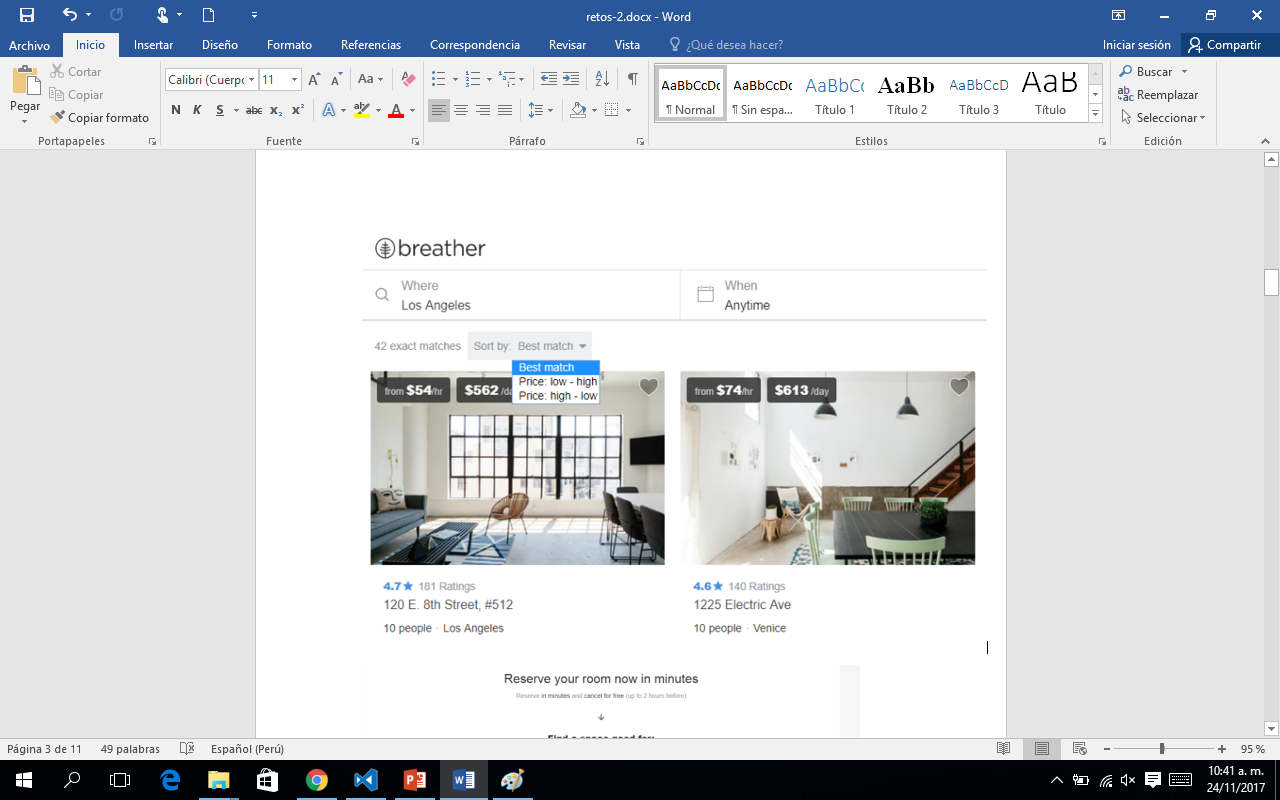 retos-2.docx - Word
Archivo Inicio Insertar Diseño Formato Referencias Correspondencia Revisar Vista ¿Qué desea hacer? Iniciar sesión Compartir
Pegar
Cortar
Copiar
Copiar formato
Portapapeles
Calibri (Cuerpo 11
N K S abc x₂ x²
Fuente
Párrafo
AaBbCcDc AaBbCcDc AaBbCc AaBb AaBbCcD AaB
¶ Normal ¶ Sin espa... Título 1 Título 2 Título 3 Título
Estilos
Buscar
Reemplazar
Seleccionar
Edición
breather
Where
Los Angeles
When
Anytime
42 exact matches Sort by: Best match
Best match
Price: low - high
Price: high - low
from $54/hr $562 /da
from $74/hr $613 /day
4.7★ 181 Ratings
120 E. 8th Street, #512
10 people · Los Angeles
4.6★ 140 Ratings
1225 Electric Ave
10 people · Venice
Reserve your room now in minutes
Reserve in minutes and cancel for free (up to 2 hours before)
Página 3 de 11 49 palabras Español (Perú) 95 %
10:41 a. m.
24/11/2017